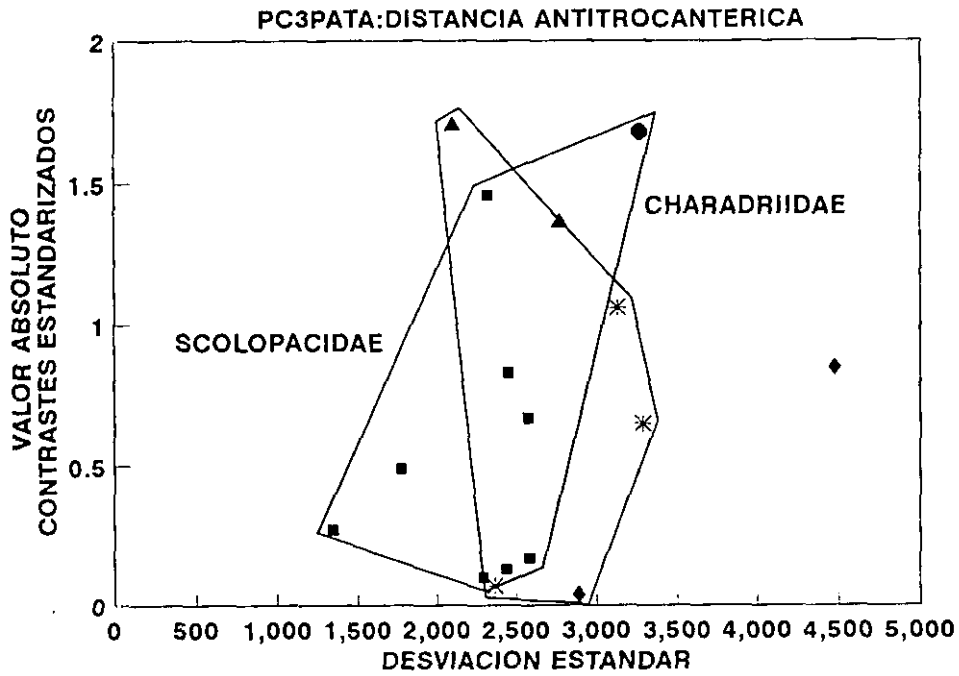 PC3PATA:DISTANCIA ANTITROCANTERICA
VALOR ABSOLUTO
CONTRASTES ESTANDARIZADOS
2
1.5
1
0.5
0
CHARADRIIDAE
SCOLOPACIDAE
0 500 1,000 1,500 2,000 2,500 3,000 3,500 4,000 4,500 5,000
DESVIACION ESTANDAR